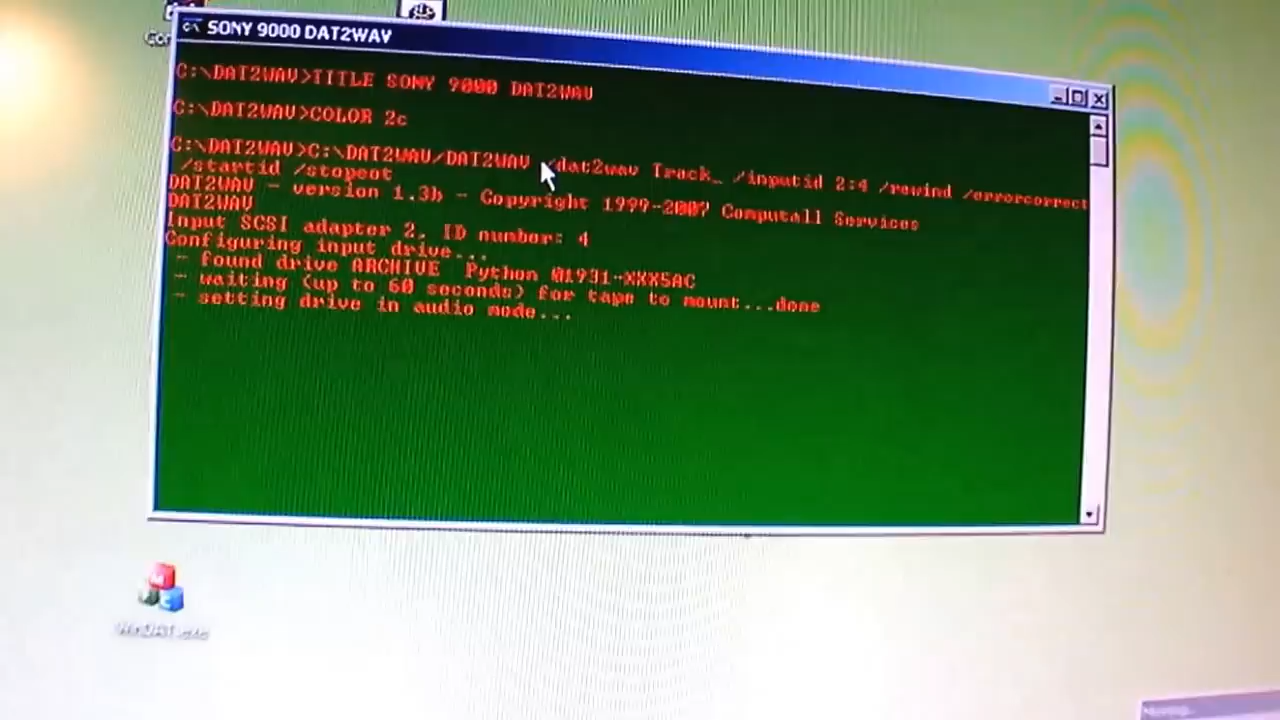 SONY 9000 DAT2WAV
C:\DAT2WAV>TITLE SONY 9000 DAT2WAV
C:\DAT2WAV>COLOR 2c
C:\DAT2WAV>C:\DAT2WAV/DAT2WAV /dat2wav Track_ /inputid 2:4 /rewind /errorcorrect
/startid /stopeot
DAT2WAV - version 1.3b - Copyright 1999-2007 Computall Services
DAT2WAV
Input SCSI adapter 2, ID number: 4
Configuring input drive...
- found drive ARCHIVE Python 01931-XXX5AC
- waiting (up to 60 seconds) for tape to mount...done
- setting drive in audio mode...
WinDAT.exe